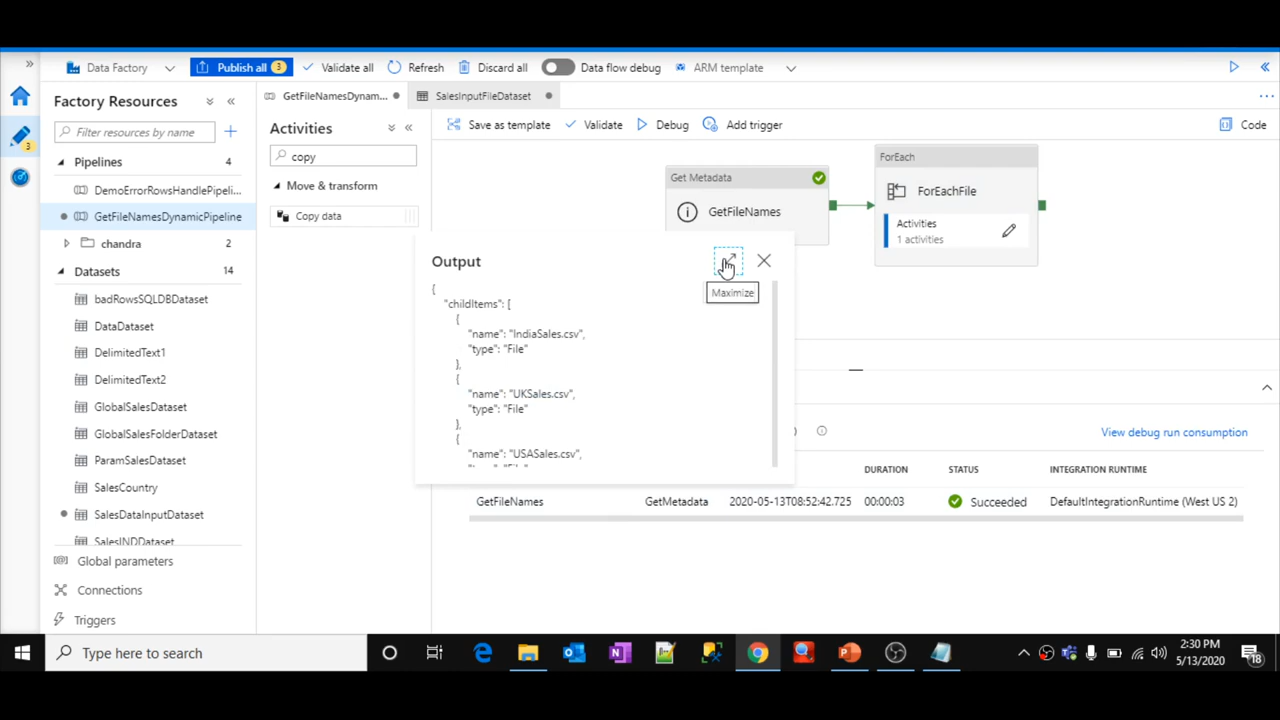 Data Factory
Publish all
3
Validate all
Refresh
Discard all
Data flow debug
ARM template
Factory Resources
GetFileNamesDynam...
SalesInputFileDataset
Filter resources by name
Activities
Save as template
Validate
Debug
Add trigger
Code
copy
3
Pipelines
4
DemoErrorRowsHandlePipeli...
GetFileNamesDynamicPipeline
chandra
2
Datasets
14
badRowsSQLDBDataset
DataDataset
DelimitedText1
DelimitedText2
GlobalSalesDataset
GlobalSalesFolderDataset
ParamSalesDataset
SalesCountry
SalesDataInputDataset
SalesINDDataset
Global parameters
Connections
Triggers
Move & transform
Copy data
Get Metadata
GetFileNames
ForEach
ForEachFile
Activities
1 activities
Output
Maximize
{
"childItems": [
{
"name": "IndiaSales.csv",
"type": "File"
},
{
"name": "UKSales.csv",
"type": "File"
},
{
"name": "USASales.csv",
View debug run consumption
DURATION
STATUS
INTEGRATION RUNTIME
GetFileNames
GetMetadata
2020-05-13T08:52:42.725
00:00:03
Succeeded
DefaultIntegrationRuntime (West US 2)
Type here to search
2:30 PM
5/13/2020
18